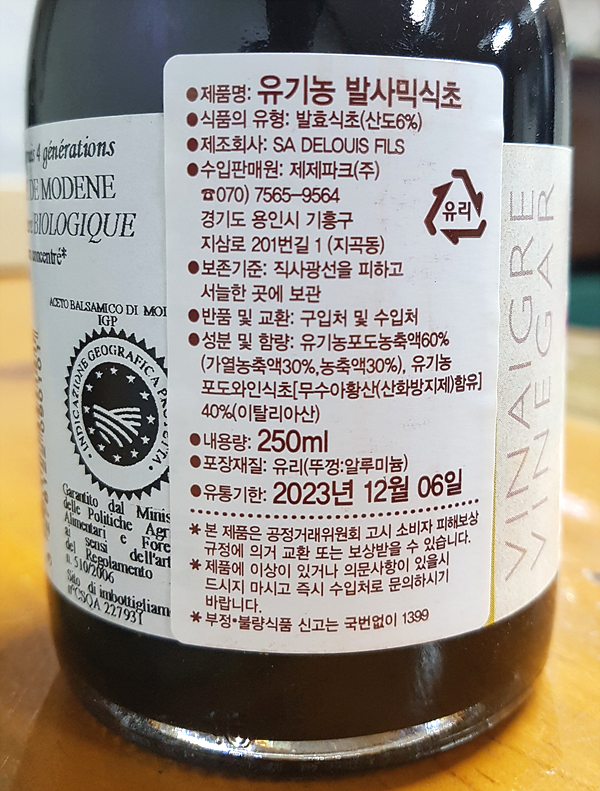 ●제품명: 유기농 발사믹식초
●식품의 유형: 발효식초(산도6%)
●제조회사: SA DELOUIS FILS
●수입판매원: 제제파크(주)
☎070) 7565-9564
경기도 용인시 기흥구
지삼로 201번길 1 (지곡동)
유리
●보존기준: 직사광선을 피하고
서늘한 곳에 보관
●반품 및 교환: 구입처 및 수입처
●성분 및 함량: 유기농포도농축액60%
(가열농축액30%,농축액30%), 유기농
포도와인식초[무수아황산(산화방지제)함유]
40%(이탈리아산)
●내용량: 250ml
●포장재질: 유리(뚜껑:알루미늄)
●유통기한: 2023년 12월 06일
* 본 제품은 공정거래위원회 고시 소비자 피해보상
규정에 의거 교환 또는 보상받을 수 있습니다.
* 제품에 이상이 있거나 의문사항이 있을시
드시지 마시고 즉시 수입처로 문의하시기
바랍니다.
* 부정•불량식품 신고는 국번없이 1399
4 générations
DE MODENE
BIOLOGIQUE
ACETO BALSAMICO DI
IGP
INDICAZIONE GEOGRAFICA
Garantito dal
delle Politiche
Alimentari e
ai sensi
del Regolamento
n. 510/2006
di
n°CSQA 227931
VINAIGRE
VINEGAR